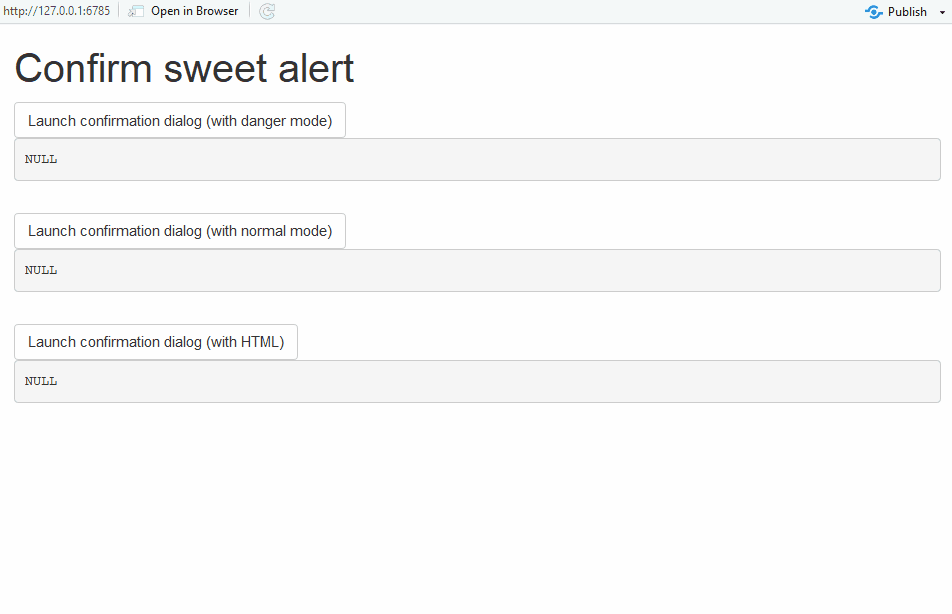 http://127.0.0.1:6785 Open in Browser Publish
Confirm sweet alert
Launch confirmation dialog (with danger mode)
NULL
Launch confirmation dialog (with normal mode)
NULL
Launch confirmation dialog (with HTML)
NULL